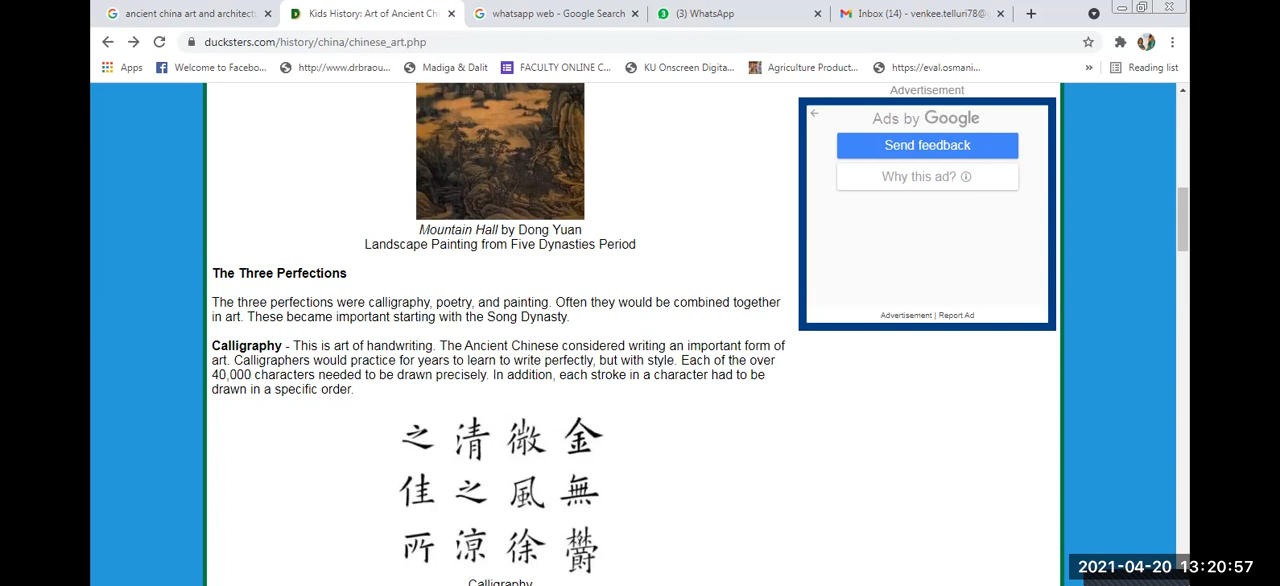 ancient china art and architect
Kids History: Art of Ancient Ch
whatsapp web - Google Search
(3) WhatsApp
Inbox (14) - venkee.telluri78@g
ducksters.com/history/china/chinese_art.php
Apps
Welcome to Facebo...
http://www.drbraou...
Madiga & Dalit
FACULTY ONLINE C...
KU Onscreen Digita...
Agriculture Product...
https://eval.osmani...
»
Reading list
Advertisement
Ads by Google
Send feedback
Why this ad?
Advertisement | Report Ad
Mountain Hall by Dong Yuan
Landscape Painting from Five Dynasties Period
The Three Perfections
The three perfections were calligraphy, poetry, and painting. Often they would be combined together
in art. These became important starting with the Song Dynasty.
Calligraphy - This is art of handwriting. The Ancient Chinese considered writing an important form of
art. Calligraphers would practice for years to learn to write perfectly, but with style. Each of the over
40,000 characters needed to be drawn precisely. In addition, each stroke in a character had to be
drawn in a specific order.
之 清 微 金
佳 之 風 無
所 涼 徐 欝
Calligraphy
2021-04-20 13:20:57